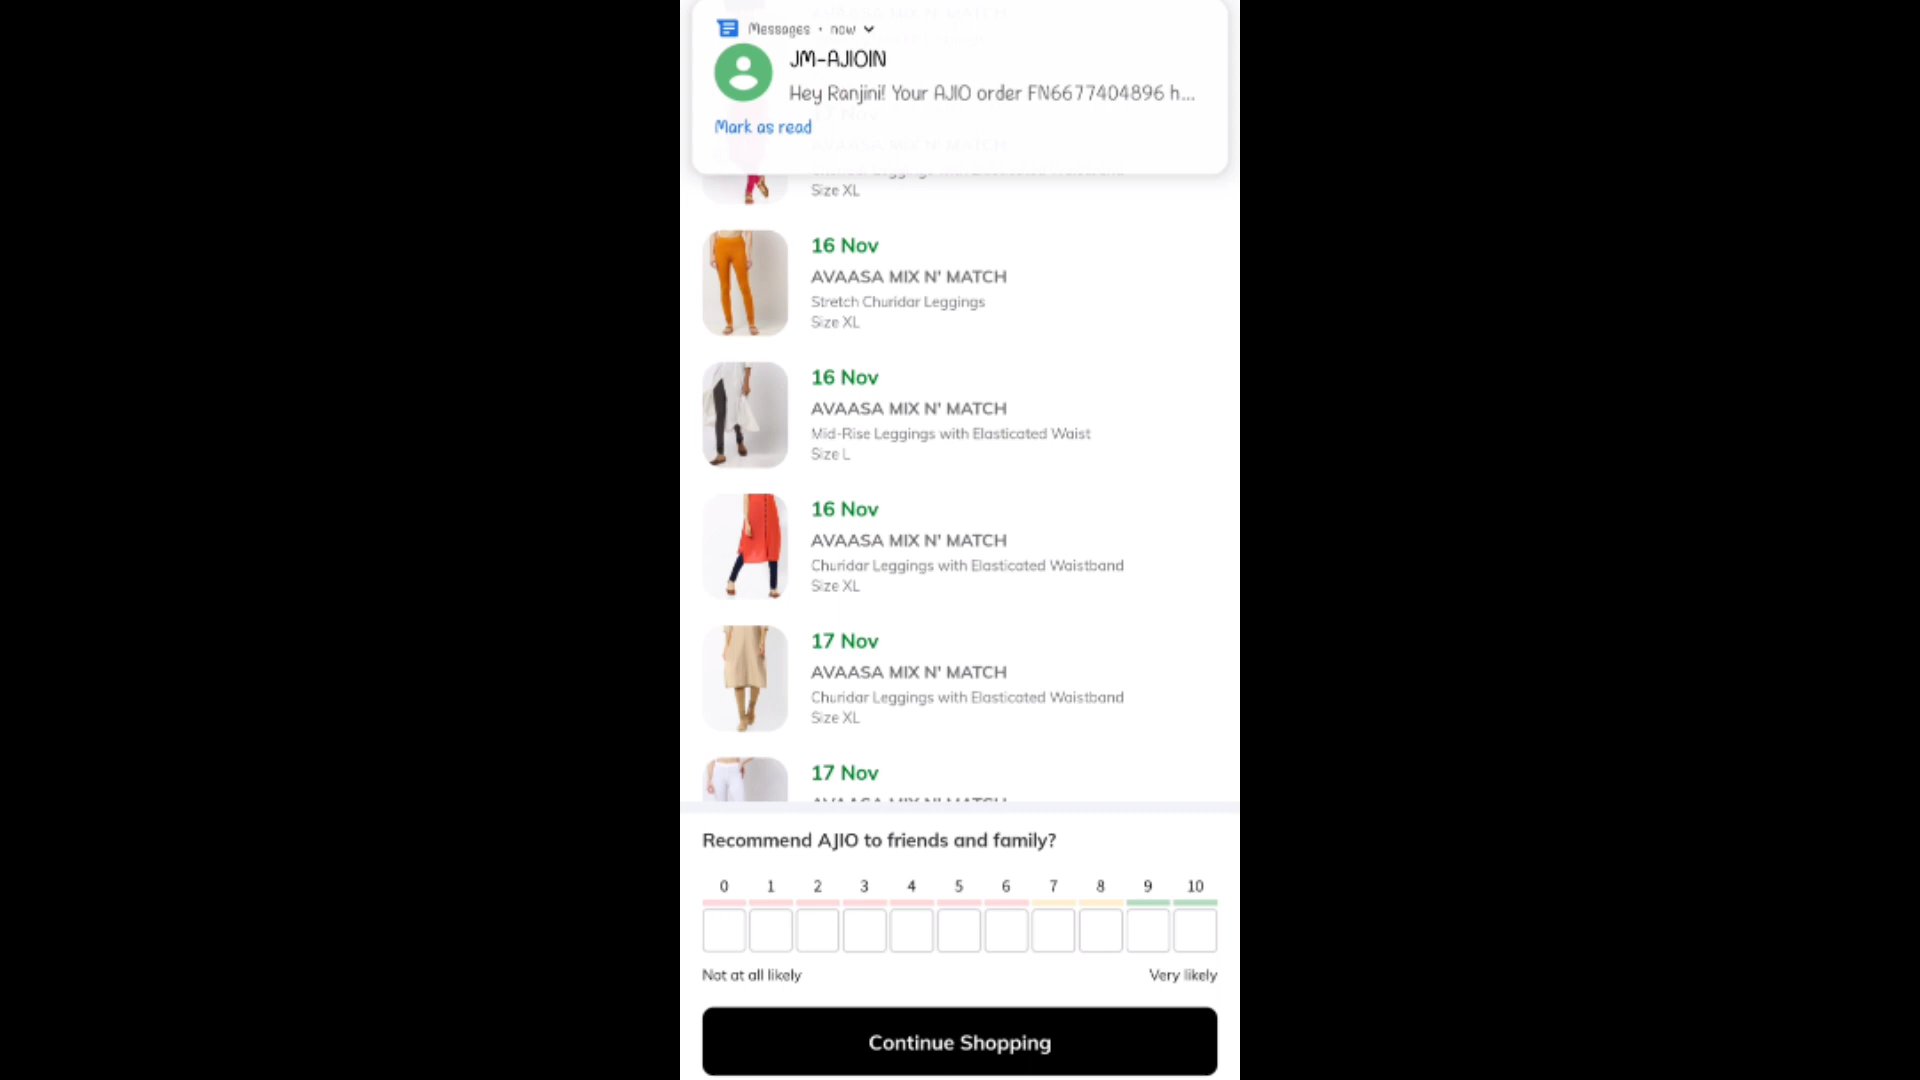 Messages • now
JM-AJIOIN
Hey Ranjini! Your AJIO order FN6677404896 h...
Mark as read
Size XL
16 Nov
AVAASA MIX N' MATCH
Stretch Churidar Leggings
Size XL
16 Nov
AVAASA MIX N' MATCH
Mid-Rise Leggings with Elasticated Waist
Size L
16 Nov
AVAASA MIX N' MATCH
Churidar Leggings with Elasticated Waistband
Size XL
17 Nov
AVAASA MIX N' MATCH
Churidar Leggings with Elasticated Waistband
Size XL
17 Nov
AVAASA MIX N' MATCH
Recommend AJIO to friends and family?
0 1 2 3 4 5 6 7 8 9 10
Not at all likely Very likely
Continue Shopping